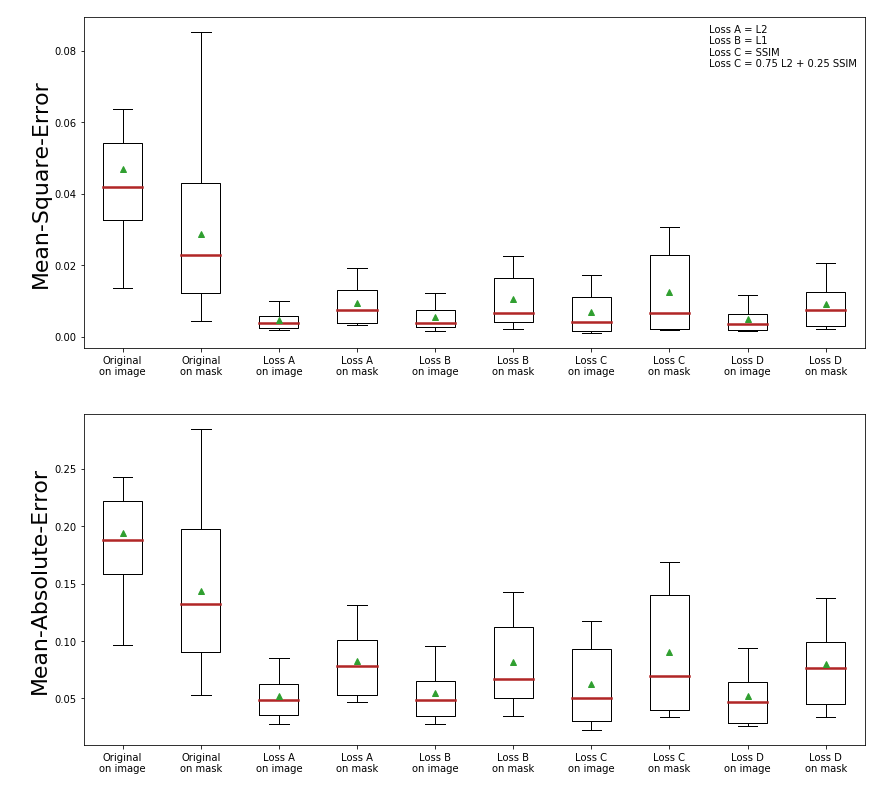 Mean-Square-Error
0.08
0.06
0.04
0.02
0.00
Loss A = L2
Loss B = L1
Loss C = SSIM
Loss C = 0.75 L2 + 0.25 SSIM
Original
on image
Original
on mask
Loss A
on image
Loss A
on mask
Loss B
on image
Loss B
on mask
Loss C
on image
Loss C
on mask
Loss D
on image
Loss D
on mask
Mean-Absolute-Error
0.25
0.20
0.15
0.10
0.05
Original
on image
Original
on mask
Loss A
on image
Loss A
on mask
Loss B
on image
Loss B
on mask
Loss C
on image
Loss C
on mask
Loss D
on image
Loss D
on mask